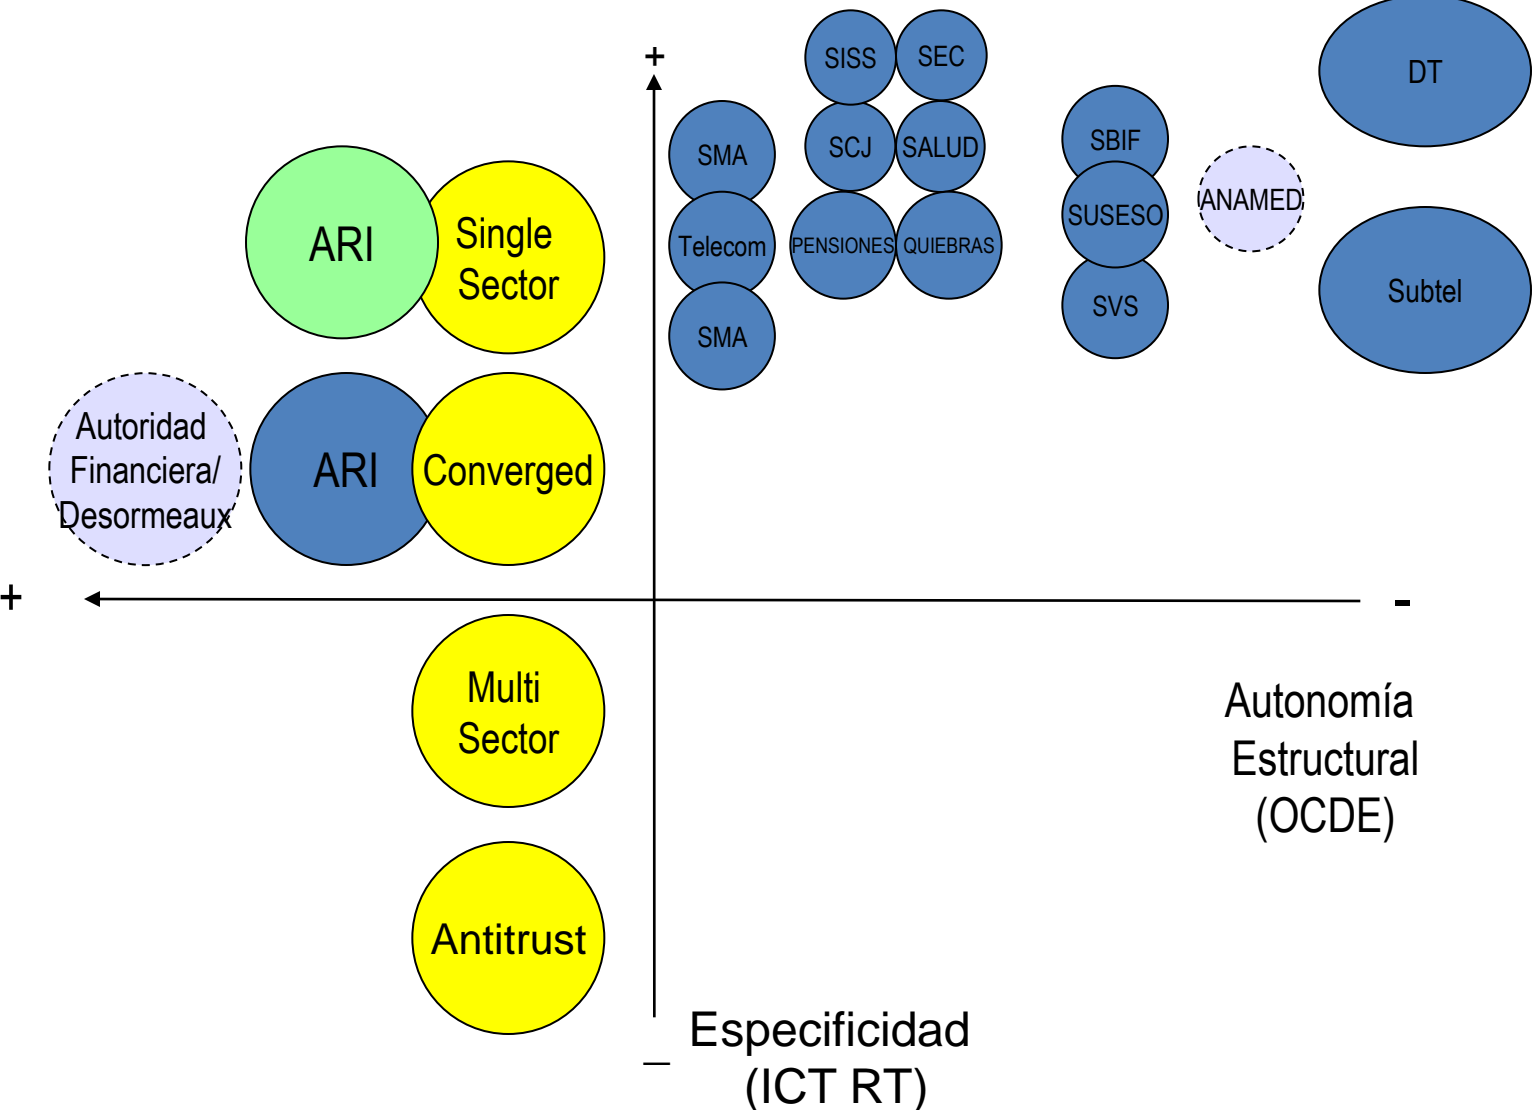 +
SISS
SEC
DT
SMA
SCJ
SALUD
SBIF
ANAMED
ARI
Single
Sector
Telecom
PENSIONES
QUIEBRAS
SUSESO
SVS
Subtel
SMA
Autoridad
Financiera/
Desormeaux
ARI
Converged
+
-
Multi
Sector
Autonomía
Estructural
(OCDE)
Antitrust
Especificidad
(ICT RT)
_